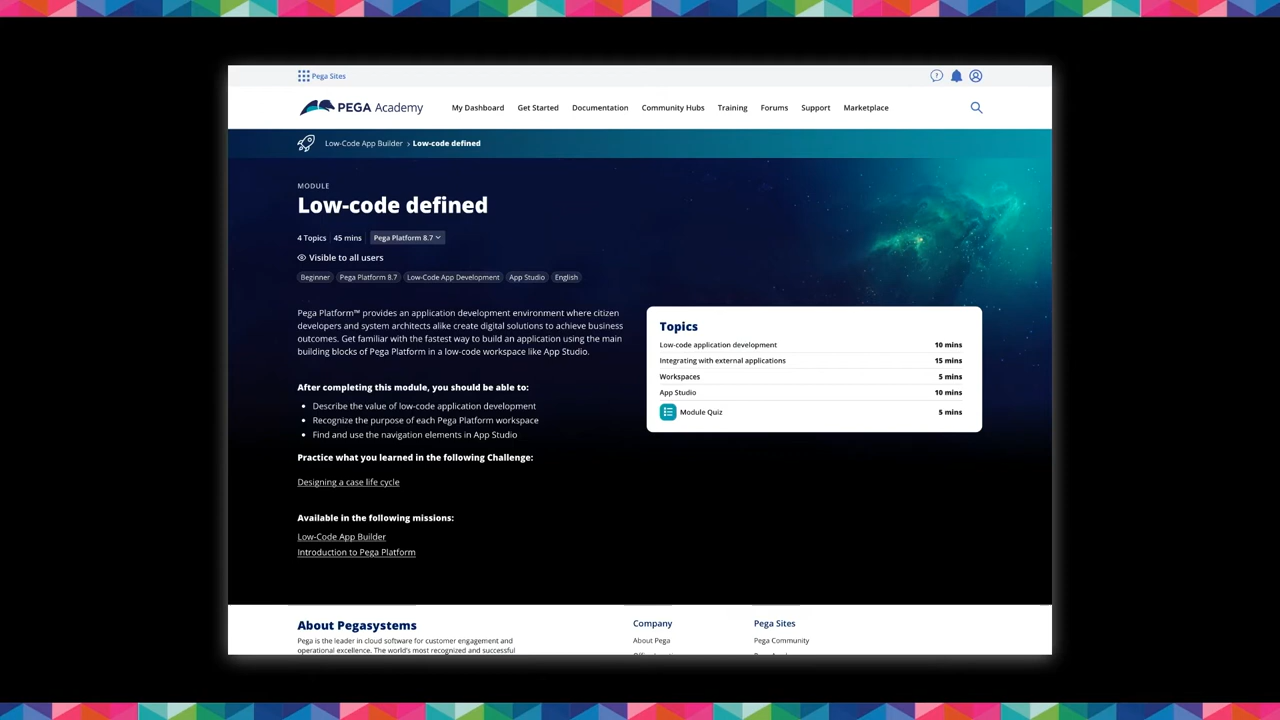 Pega Sites
PEGA Academy
My Dashboard Get Started Documentation Community Hubs Training Forums Support Marketplace
Low-Code App Builder > Low-code defined
MODULE
Low-code defined
4 Topics 45 mins Pega Platform 8.7
Visible to all users
Beginner Pega Platform 8.7 Low-Code App Development App Studio English
Pega Platform™ provides an application development environment where citizen
developers and system architects alike create digital solutions to achieve business
outcomes. Get familiar with the fastest way to build an application using the main
building blocks of Pega Platform in a low-code workspace like App Studio.
After completing this module, you should be able to:
• Describe the value of low-code application development
• Recognize the purpose of each Pega Platform workspace
• Find and use the navigation elements in App Studio
Practice what you learned in the following Challenge:
Designing a case life cycle
Available in the following missions:
Low-Code App Builder
Introduction to Pega Platform
Topics
Low-code application development 10 mins
Integrating with external applications 15 mins
Workspaces 5 mins
App Studio 10 mins
Module Quiz 5 mins
About Pegasystems
Pega is the leader in cloud software for customer engagement and
operational excellence. The world's most recognized and successful
Company
About Pega
Pega Sites
Pega Community